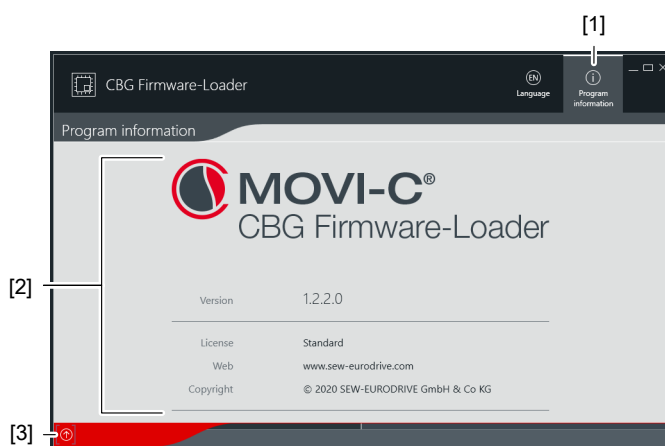 [1]
CBG Firmware-Loader
EN
Language
i
Program
information
Program information
[2]
MOVI-C®
CBG Firmware-Loader
Version 1.2.2.0
License Standard
Web www.sew-eurodrive.com
Copyright © 2020 SEW-EURODRIVE GmbH & Co KG
[3]